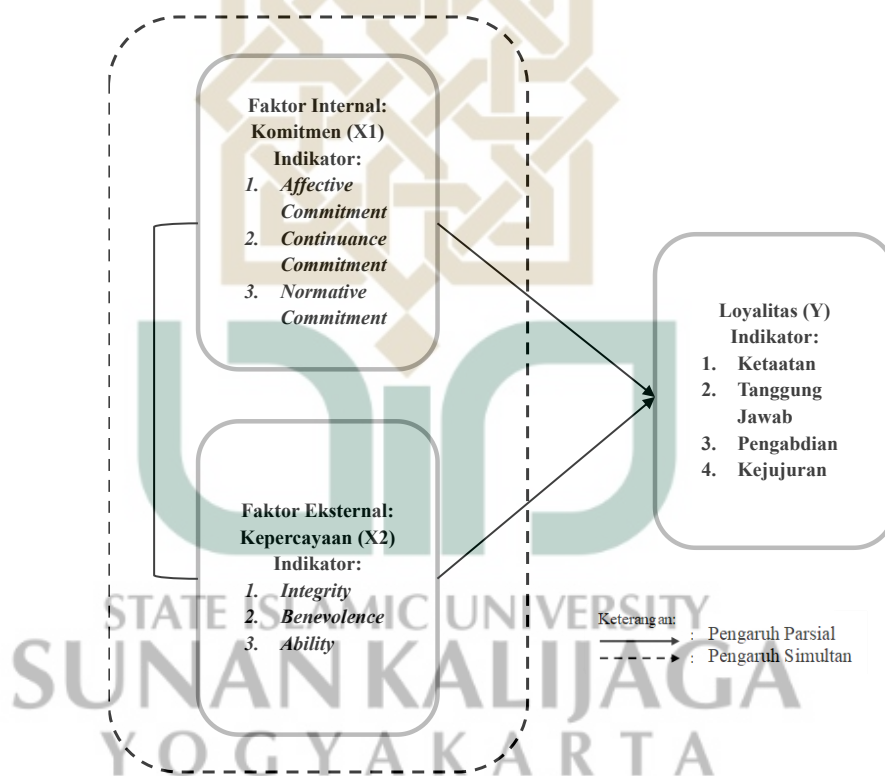 Faktor Internal:
Komitmen (X1)
Indikator:
1. Affective
Commitment
2. Continuance
Commitment
3. Normative
Commitment
Faktor Eksternal:
Kepercayaan (X2)
Indikator:
1. Integrity
2. Benevolence
3. Ability
Loyalitas (Y)
Indikator:
1. Ketaatan
2. Tanggung
Jawab
3. Pengabdian
4. Kejujuran
Keterangan:
: Pengaruh Parsial
: Pengaruh Simultan
STATE ISLAMIC UNIVERSITY
SUNAN KALIJAGA
YOGYAKARTA